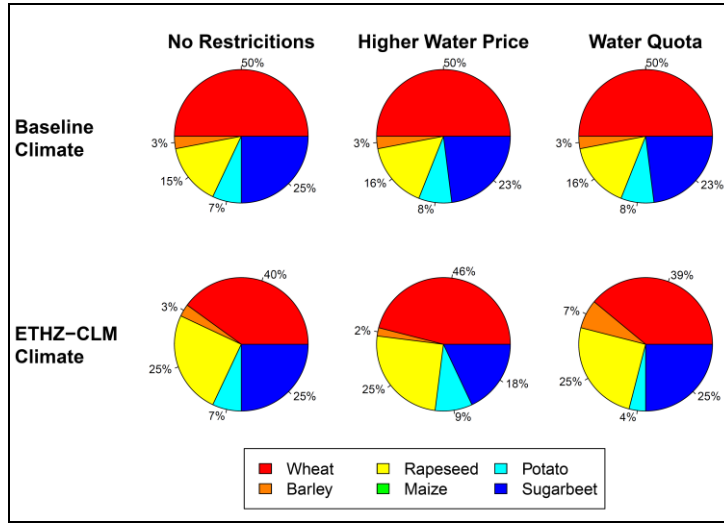 No Restricitions Higher Water Price Water Quota
50% 50% 50%
Baseline
Climate
3% 3% 3%
15% 16% 16%
7% 8% 8%
25% 23% 23%
40% 46% 39%
ETHZ-CLM
Climate
3% 2% 7%
25% 25% 25%
7% 9% 4%
25% 18% 25%
Wheat Rapeseed Potato
Barley Maize Sugarbeet